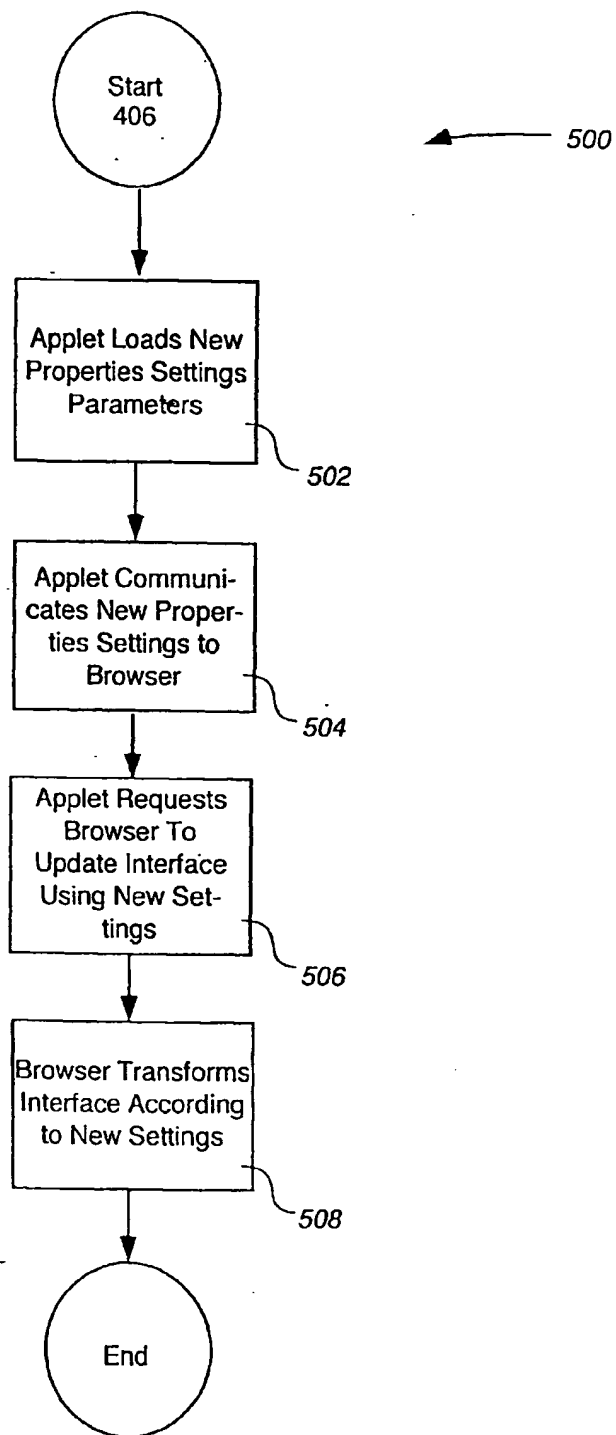 Start
406
500
Applet Loads New
Properties Settings
Parameters
502
Applet Communi-
cates New Proper-
ties Settings to
Browser
504
Applet Requests
Browser To
Update Interface
Using New Set-
tings
506
Browser Transforms
Interface According
to New Settings
508
End